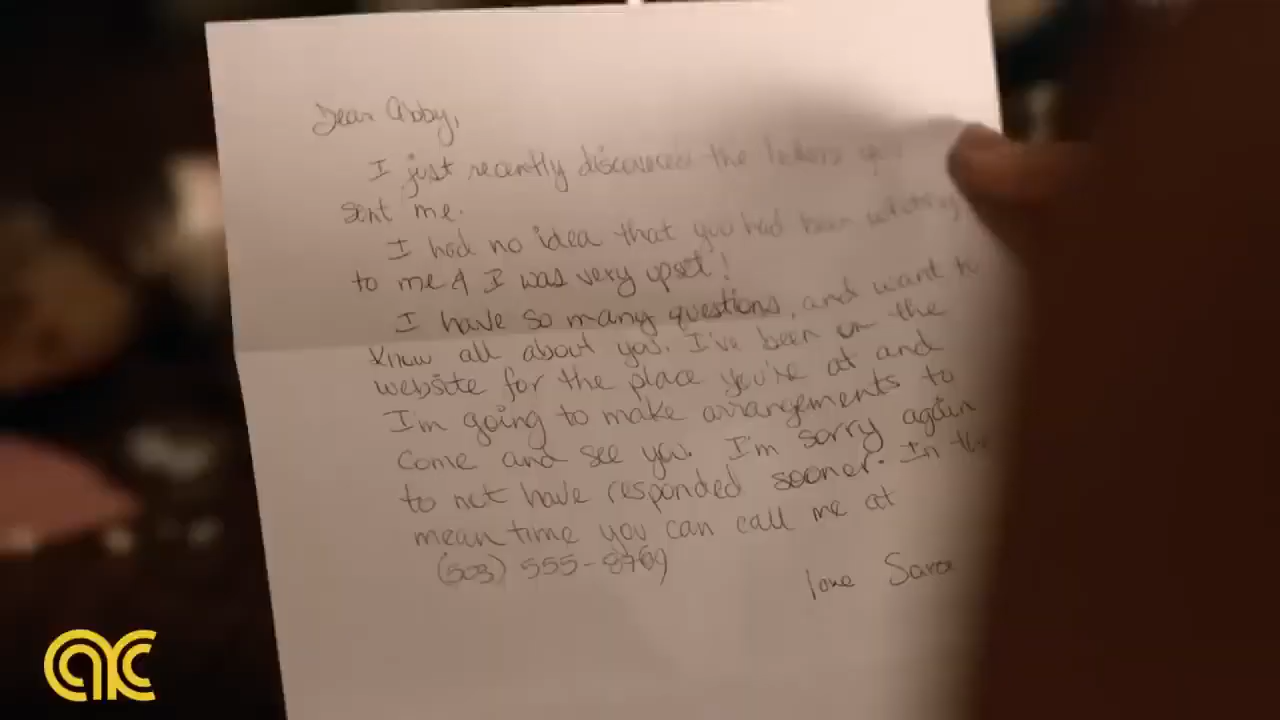 Dear Abby,
I just recently discovered the letters you
sent me.
I had no idea that you had been writing
to me & I was very upset!
I have so many questions, and want to
know all about you. I've been on the
website for the place you're at and
I'm going to make arrangements to
come and see you. I'm sorry again
to not have responded sooner. In the
mean time you can call me at
(503) 555-8769
love Sara
ac